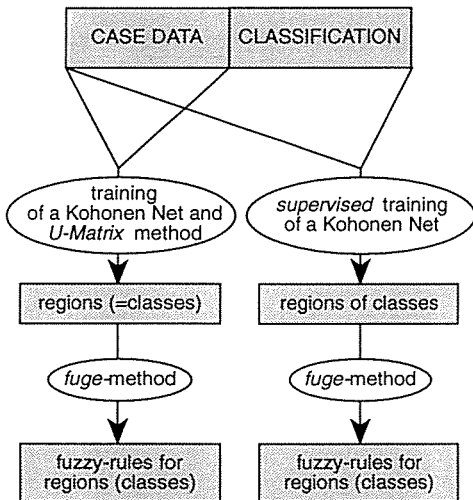 CASE DATA CLASSIFICATION
training
of a Kohonen Net and
U-Matrix method
supervised training
of a Kohonen Net
regions (=classes)
regions of classes
fuge-method
fuge-method
fuzzy-rules for
regions (classes)
fuzzy-rules for
regions (classes)